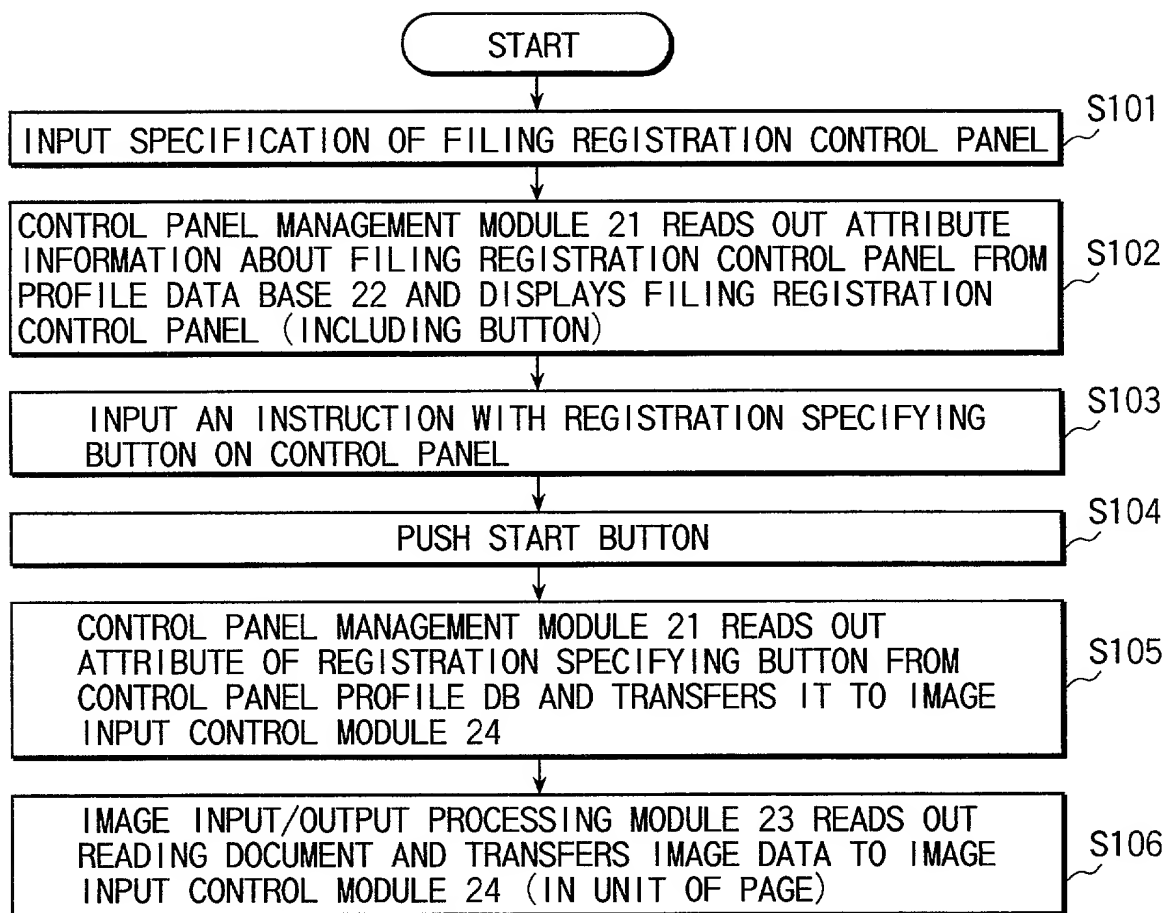 START
S101
INPUT SPECIFICATION OF FILING REGISTRATION CONTROL PANEL
CONTROL PANEL MANAGEMENT MODULE 21 READS OUT ATTRIBUTE
INFORMATION ABOUT FILING REGISTRATION CONTROL PANEL FROM
PROFILE DATA BASE 22 AND DISPLAYS FILING REGISTRATION
CONTROL PANEL (INCLUDING BUTTON)
S102
INPUT AN INSTRUCTION WITH REGISTRATION SPECIFYING
BUTTON ON CONTROL PANEL
S103
PUSH START BUTTON
S104
CONTROL PANEL MANAGEMENT MODULE 21 READS OUT
ATTRIBUTE OF REGISTRATION SPECIFYING BUTTON FROM
CONTROL PANEL PROFILE DB AND TRANSFERS IT TO IMAGE
INPUT CONTROL MODULE 24
S105
IMAGE INPUT/OUTPUT PROCESSING MODULE 23 READS OUT
READING DOCUMENT AND TRANSFERS IMAGE DATA TO IMAGE
INPUT CONTROL MODULE 24 (IN UNIT OF PAGE)
S106